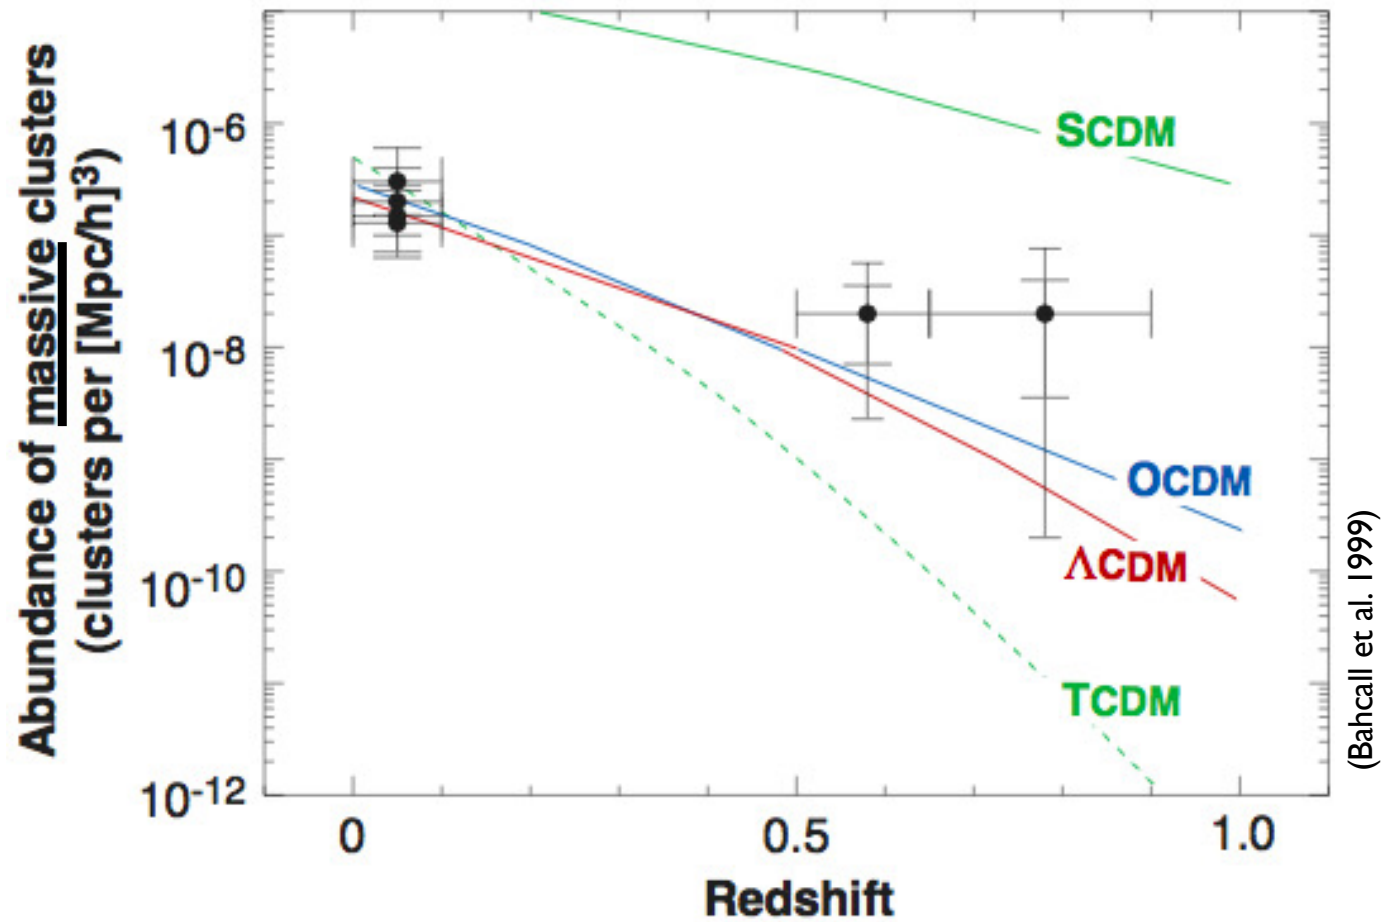 Abundance of massive clusters
(clusters per [Mpc/h]³)
10⁻⁶
10⁻⁸
10⁻¹⁰
10⁻¹²
SCDM
OCDM
ΛCDM
TCDM
0
0.5
1.0
Redshift
(Bahcall et al. 1999)